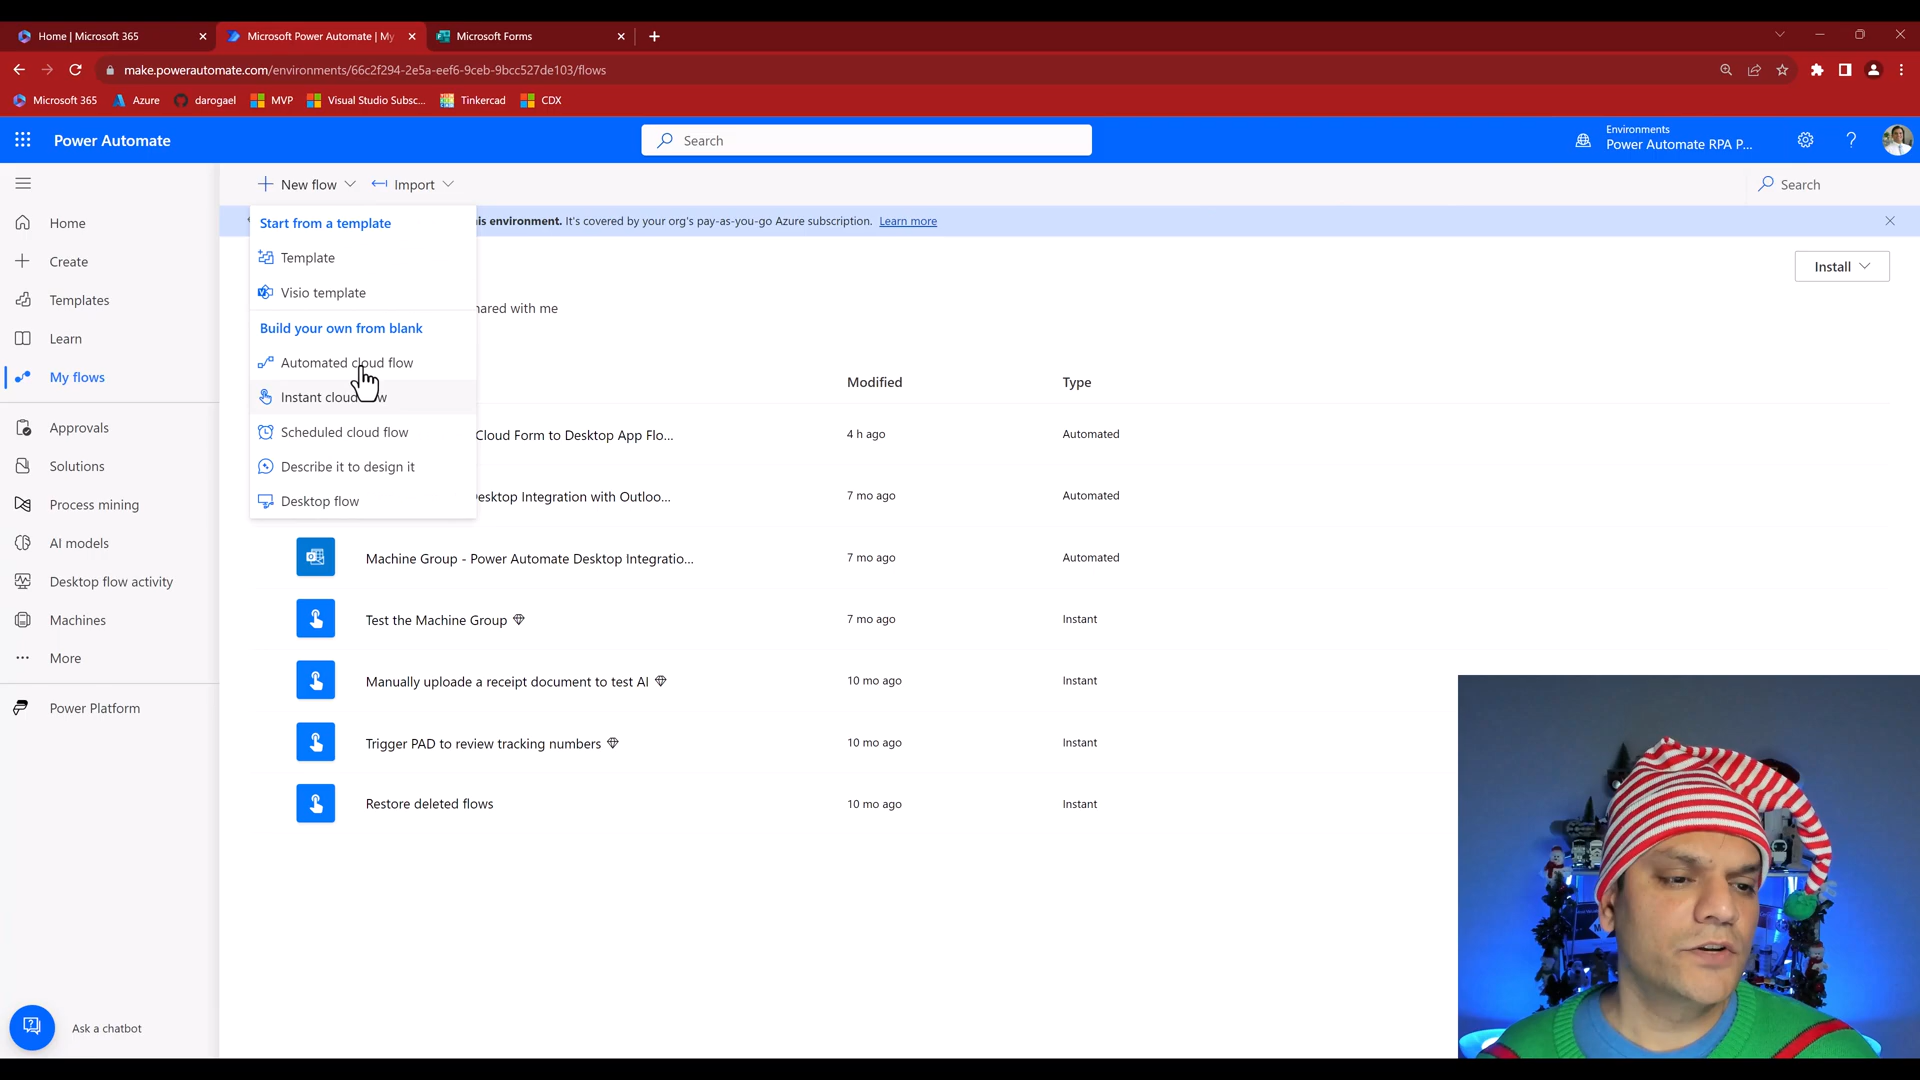 Home | Microsoft 365
Microsoft Power Automate | My
Microsoft Forms
make.powerautomate.com/environments/66c2f294-2e5a-eef6-9ceb-9bcc527de103/flows
Microsoft 365
Azure
darogael
MVP
Visual Studio Subsc...
Tinkercad
CDX
Power Automate
Search
Environments
Power Automate RPA P...
New flow
Import
Search
Start from a template
is environment. It's covered by your org's pay-as-you-go Azure subscription. Learn more
Home
Create
Templates
Learn
My flows
Approvals
Solutions
Process mining
AI models
Desktop flow activity
Machines
More
Power Platform
Ask a chatbot
Template
Visio template
Build your own from blank
Automated cloud flow
Instant cloud
Scheduled cloud flow
Describe it to design it
Desktop flow
Install
hared with me
Modified
Type
Cloud Form to Desktop App Flo...
4 h ago
Automated
esktop Integration with Outloo...
7 mo ago
Automated
Machine Group - Power Automate Desktop Integratio...
7 mo ago
Automated
Test the Machine Group
7 mo ago
Instant
Manually uploade a receipt document to test AI
10 mo ago
Instant
Trigger PAD to review tracking numbers
10 mo ago
Instant
Restore deleted flows
10 mo ago
Instant